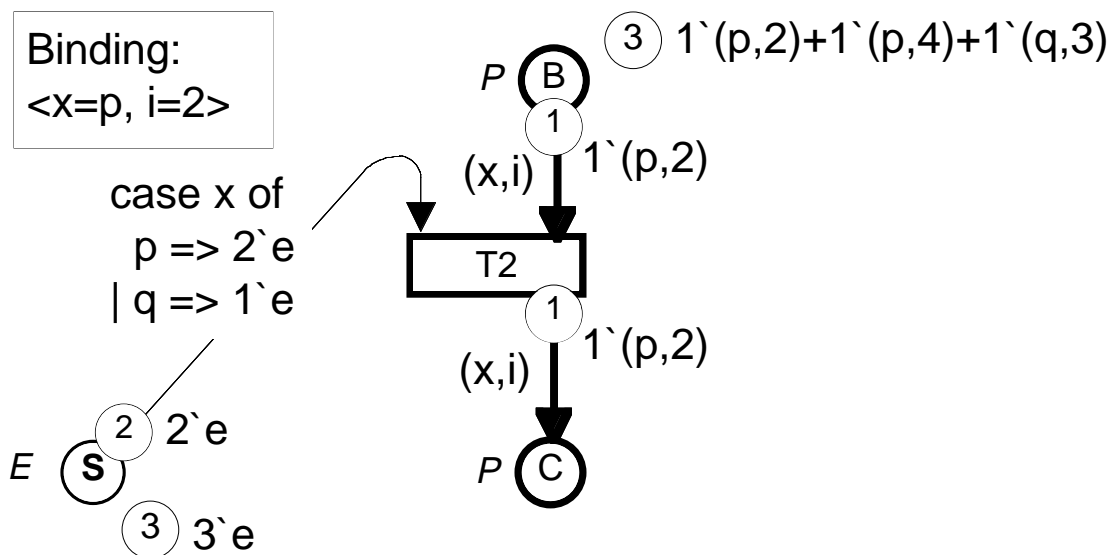 Binding:
<x=p, i=2>
3 1`(p,2)+1`(p,4)+1`(q,3)
P B
1
1`(p,2)
(x,i)
case x of
p => 2`e
| q => 1`e
T2
1
1`(p,2)
(x,i)
2 2`e
E S
P C
3 3`e